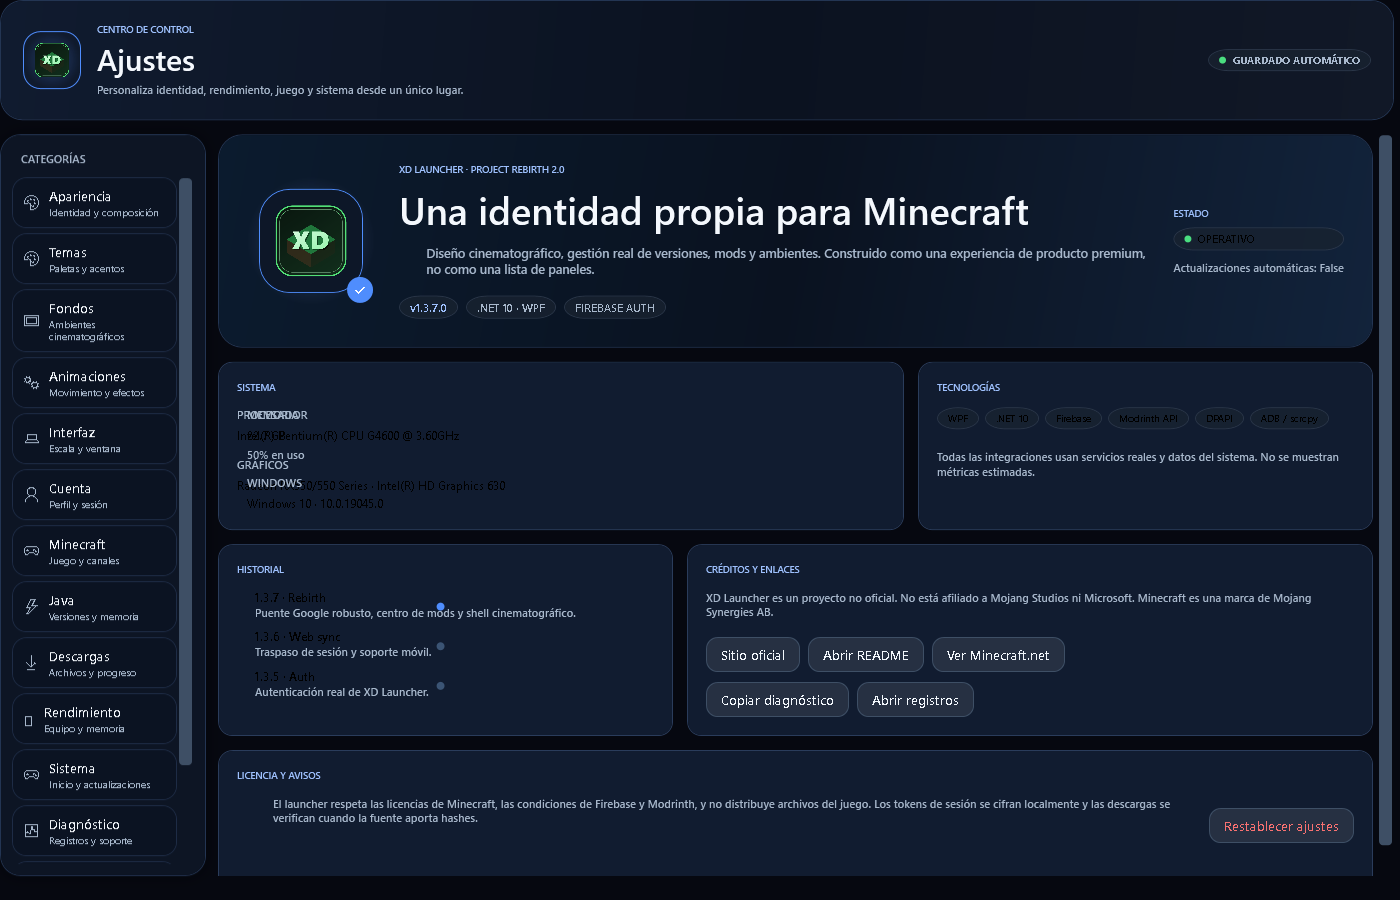 XD
CENTRO DE CONTROL
Ajustes
Personaliza identidad, rendimiento, juego y sistema desde un único lugar.
GUARDADO AUTOMÁTICO
CATEGORÍAS
Apariencia
Identidad y composición
Temas
Paletas y acentos
Fondos
Ambientes
cinematográficos
Animaciones
Movimiento y efectos
Interfaz
Escala y ventana
Cuenta
Perfil y sesión
Minecraft
Juego y canales
Java
Versiones y memoria
Descargas
Archivos y progreso
Rendimiento
Equipo y memoria
Sistema
Inicio y actualizaciones
Diagnóstico
Registros y soporte
XD
XD LAUNCHER · PROJECT REBIRTH 2.0
Una identidad propia para Minecraft
Diseño cinematográfico, gestión real de versiones, mods y ambientes. Construido como una experiencia de producto premium,
no como una lista de paneles.
v1.3.7.0
.NET 10 · WPF
FIREBASE AUTH
ESTADO
OPERATIVO
Actualizaciones automáticas: False
SISTEMA
Pentium(R) CPU G4600 @ 3.60GHz
50% en uso
GRÁFICOS
WINDOWS
/550 Series · Intel(R) HD Graphics 630
Windows 10 · 10.0.19045.0
TECNOLOGÍAS
WPF
.NET 10
Firebase
Modrinth API
DPAPI
ADB / scrcpy
Todas las integraciones usan servicios reales y datos del sistema. No se muestran
métricas estimadas.
HISTORIAL
1.3.7 · Rebirth
Puente Google robusto, centro de mods y shell cinematográfico.
1.3.6 · Web sync
Traspaso de sesión y soporte móvil.
1.3.5 · Auth
Autenticación real de XD Launcher.
CRÉDITOS Y ENLACES
XD Launcher es un proyecto no oficial. No está afiliado a Mojang Studios ni Microsoft. Minecraft es una marca de Mojang
Synergies AB.
Sitio oficial
Abrir README
Ver Minecraft.net
Copiar diagnóstico
Abrir registros
LICENCIA Y AVISOS
El launcher respeta las licencias de Minecraft, las condiciones de Firebase y Modrinth, y no distribuye archivos del juego. Los tokens de sesión se cifran localmente y las descargas se
verifican cuando la fuente aporta hashes.
Restablecer ajustes